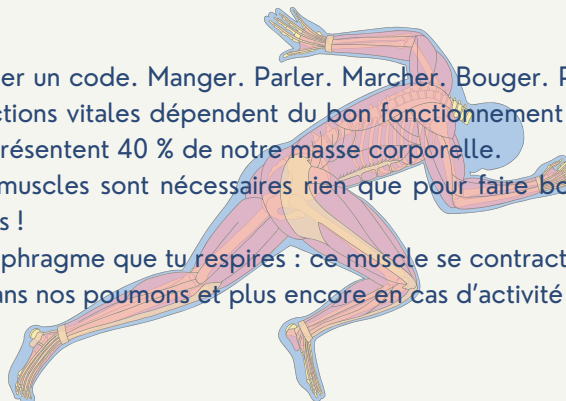 er un code. Manger. Parler. Marcher. Bouger. P
ctions vitales dépendent du bon fonctionnement
résentent 40 % de notre masse corporelle.
muscles sont nécessaires rien que pour faire bo
s !
phragme que tu respires : ce muscle se contract
ans nos poumons et plus encore en cas d’activité